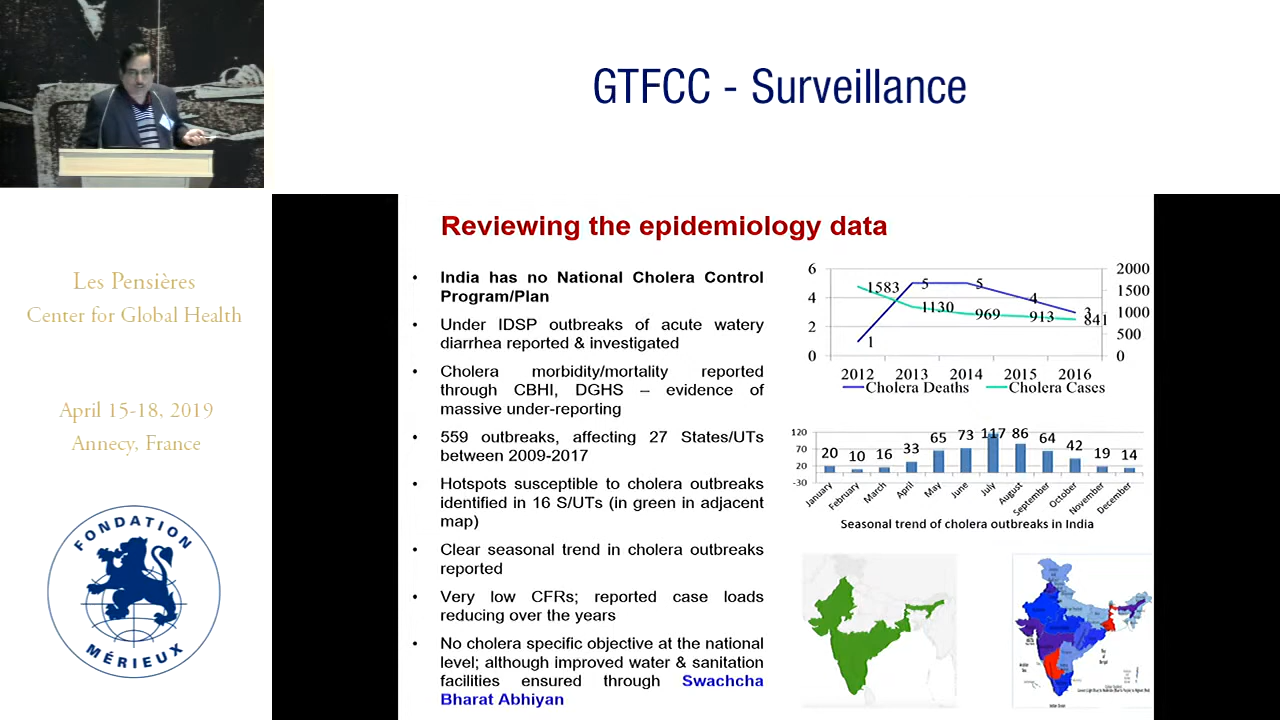 GTFCC - Surveillance
Les Pensières
Center for Global Health
April 15-18, 2019
Annecy, France
FONDATION
MÉRIEUX
Reviewing the epidemiology data
• India has no National Cholera Control
Program/Plan
• Under IDSP outbreaks of acute watery
diarrhea reported & investigated
• Cholera morbidity/mortality reported
through CBHI, DGHS – evidence of
massive under-reporting
• 559 outbreaks, affecting 27 States/UTs
between 2009-2017
• Hotspots susceptible to cholera outbreaks
identified in 16 S/UTs (in green in adjacent
map)
• Clear seasonal trend in cholera outbreaks
reported
• Very low CFRs; reported case loads
reducing over the years
• No cholera specific objective at the national
level; although improved water & sanitation
facilities ensured through Swachcha
Bharat Abhiyan
6 2000
1583 5 5 1500
4 1130 969 4 913 3 841 1000
2 500
1
0 0
2012 2013 2014 2015 2016
Cholera Deaths Cholera Cases
120
70
20
-30
20 10 16 33 65 73 117 86 64 42 19 14
January February March April May June July August September October November December
Seasonal trend of cholera outbreaks in India